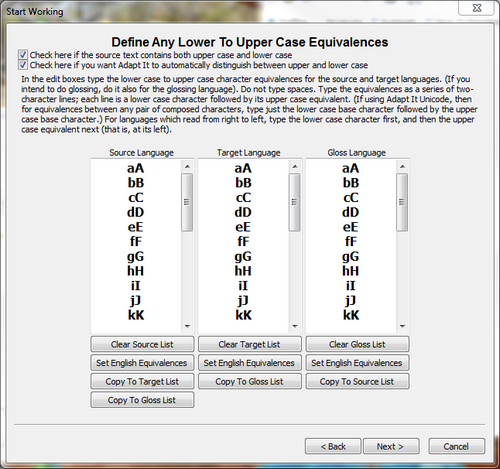 Start Working
Define Any Lower To Upper Case Equivalences
Check here if the source text contains both upper case and lower case
Check here if you want Adapt It to automatically distinguish between upper and lower case
In the edit boxes type the lower case to upper case character equivalences for the source and target languages. (If you
intend to do glossing, do it also for the glossing language). Do not type spaces. Type the equivalences as a series of two-
character lines; each line is a lower case character followed by its upper case equivalent. (If using Adapt It Unicode, then
for equivalences between any pair of composed characters, type just the lower case base character followed by the upper
case base character.) For languages which read from right to left, type the lower case character first, and then the upper
case equivalent next (that is, at its left).
Source Language Target Language Gloss Language
aA aA aA
bB bB bB
cC cC cC
dD dD dD
eE eE eE
fF fF fF
gG gG gG
hH hH hH
iI iI iI
jJ jJ jJ
kK kK kK
Clear Source List Clear Target List Clear Gloss List
Set English Equivalences Set English Equivalences Set English Equivalences
Copy To Target List Copy To Gloss List Copy To Source List
Copy To Gloss List
< Back Next > Cancel